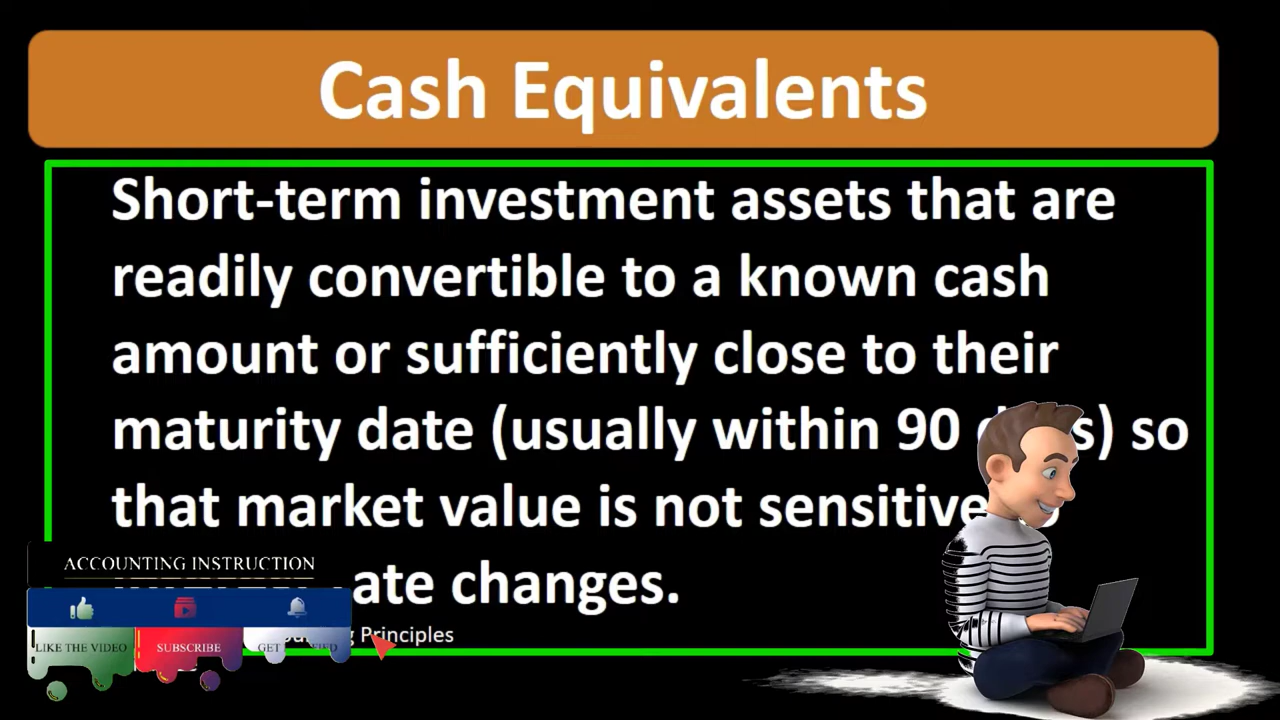 Cash Equivalents
Short-term investment assets that are
readily convertible to a known cash
amount or sufficiently close to their
maturity date (usually within 90 so
that market value is not sensitive
changes.
ACCOUNTING INSTRUCTION
Principles
LIKE THE VIDEO
SUBSCRIBE
GET